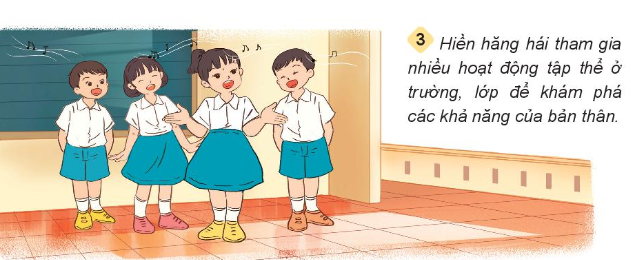 3 Hiền hăng hái tham gia
nhiều hoạt động tập thể ở
trường, lớp để khám phá
các khả năng của bản thân.